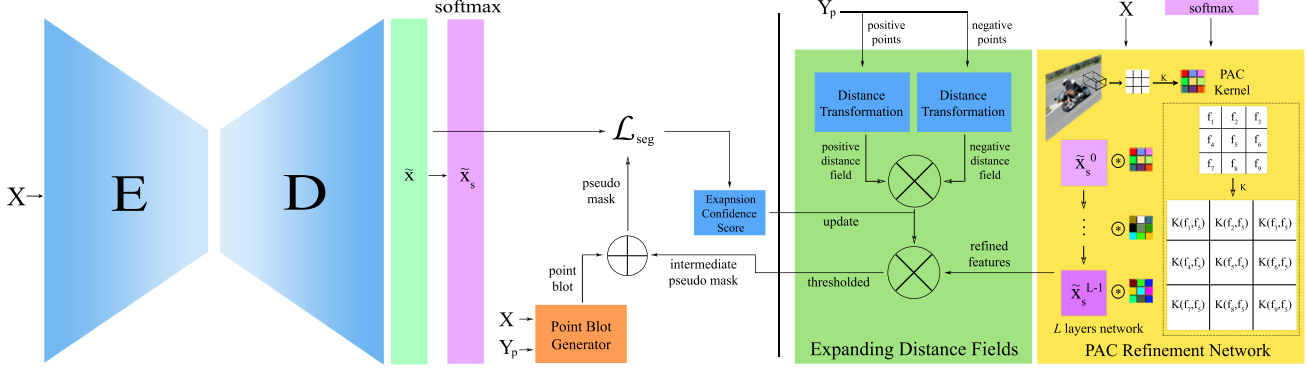 softmax
X
E
D
x̃
x̃s
ℒseg
pseudo
mask
Exapnsion
Confidence
Score
point
blot
intermediate
pseudo mask
X
Yp
Point Blot
Generator
Yp
positive
points
negative
points
Distance
Transformation
Distance
Transformation
positive
distance
field
negative
distance
field
update
thresholded
refined
features
Expanding Distance Fields
X
softmax
K
PAC
Kernel
f1 f2 f3
f4 f5 f6
f7 f8 f9
K
K(f1,f5) K(f2,f5) K(f3,f5)
K(f4,f5) K(f5,f5) K(f6,f5)
K(f7,f5) K(f8,f5) K(f9,f5)
x̃s0
x̃sL-1
L layers network
PAC Refinement Network